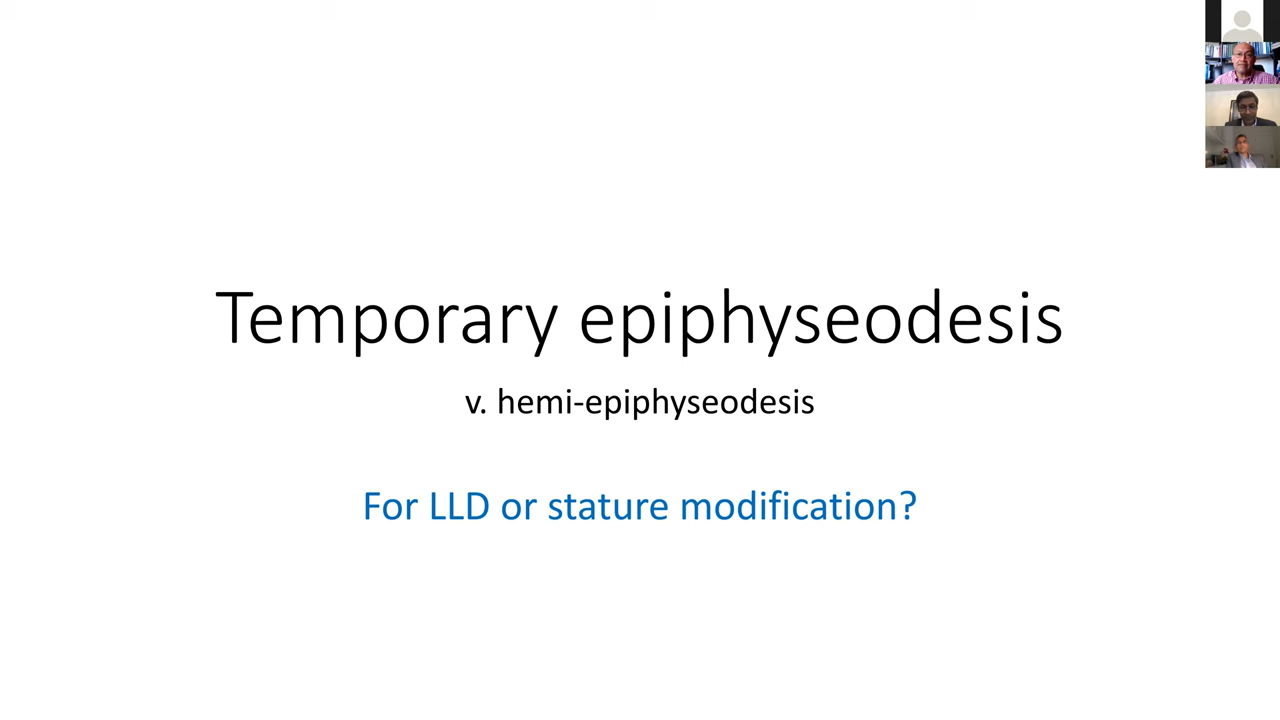 Temporary epiphyseodesis
v. hemi-epiphyseodesis
For LLD or stature modification?